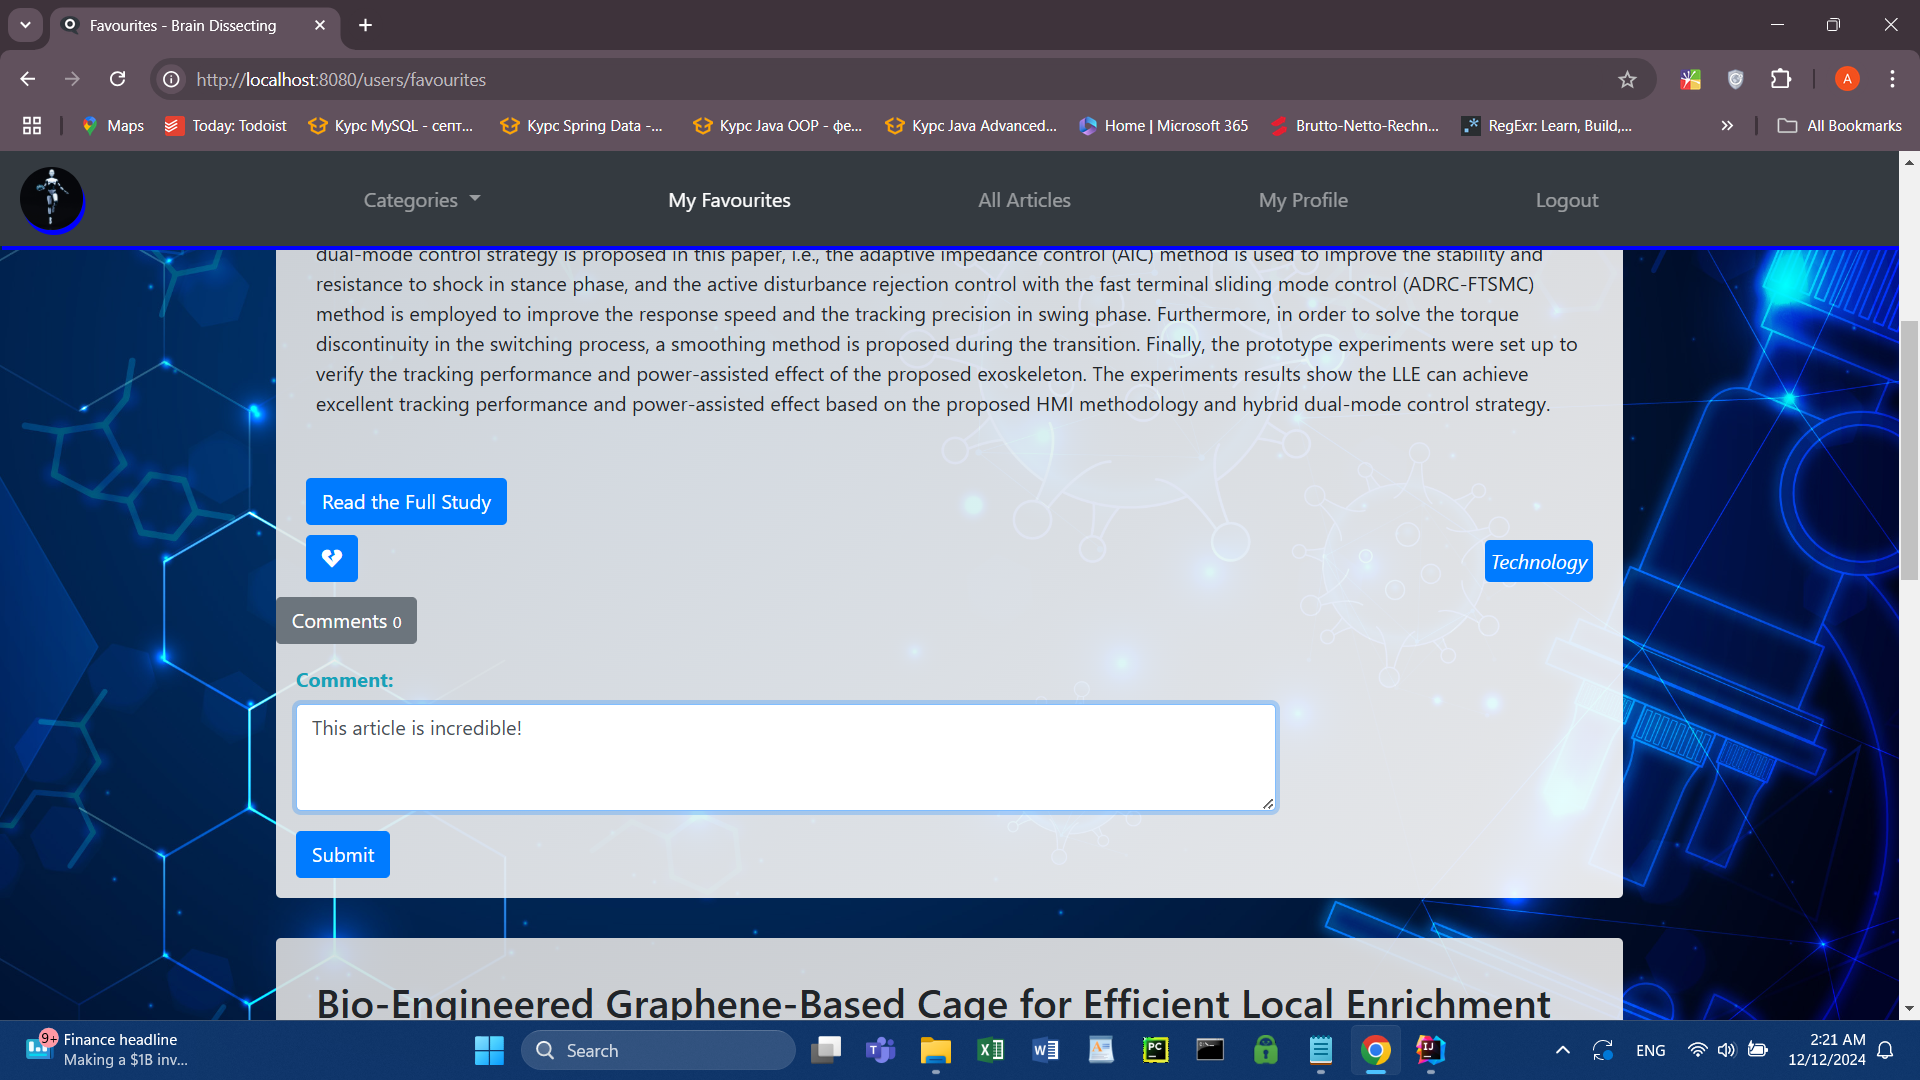 Favourites - Brain Dissecting
http://localhost:8080/users/favourites
A
Maps
Today: Todoist
Курс MySQL - септ...
Курс Spring Data -...
Курс Java OOP - фе...
Курс Java Advanced...
Home | Microsoft 365
Brutto-Netto-Rechn...
RegExr: Learn, Build,...
All Bookmarks
Categories
My Favourites
All Articles
My Profile
Logout
dual-mode control strategy is proposed in this paper, i.e., the adaptive impedance control (AIC) method is used to improve the stability and
resistance to shock in stance phase, and the active disturbance rejection control with the fast terminal sliding mode control (ADRC-FTSMC)
method is employed to improve the response speed and the tracking precision in swing phase. Furthermore, in order to solve the torque
discontinuity in the switching process, a smoothing method is proposed during the transition. Finally, the prototype experiments were set up to
verify the tracking performance and power-assisted effect of the proposed exoskeleton. The experiments results show the LLE can achieve
excellent tracking performance and power-assisted effect based on the proposed HMI methodology and hybrid dual-mode control strategy.
Read the Full Study
Technology
Comments 0
Comment:
This article is incredible!
Submit
Bio-Engineered Graphene-Based Cage for Efficient Local Enrichment
9+
Finance headline
Making a $1B inv...
Search
ENG
2:21 AM
12/12/2024